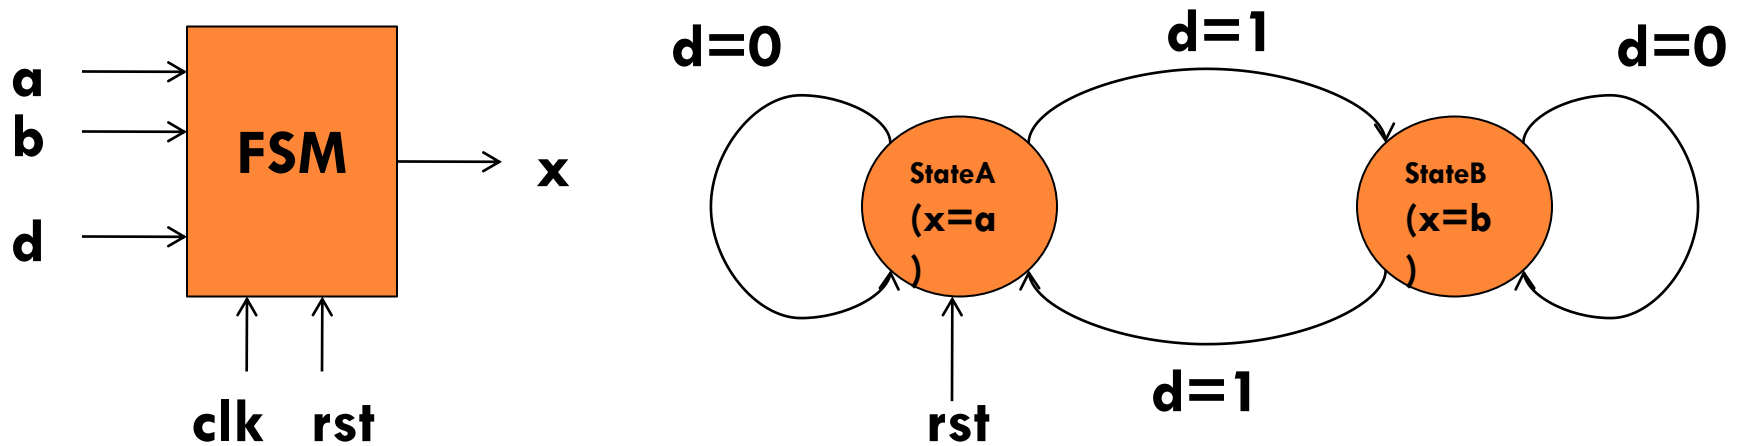 a
b
d
FSM
x
clk
rst
d=0
d=1
d=0
StateA
(x=a
)
StateB
(x=b
)
d=1
rst